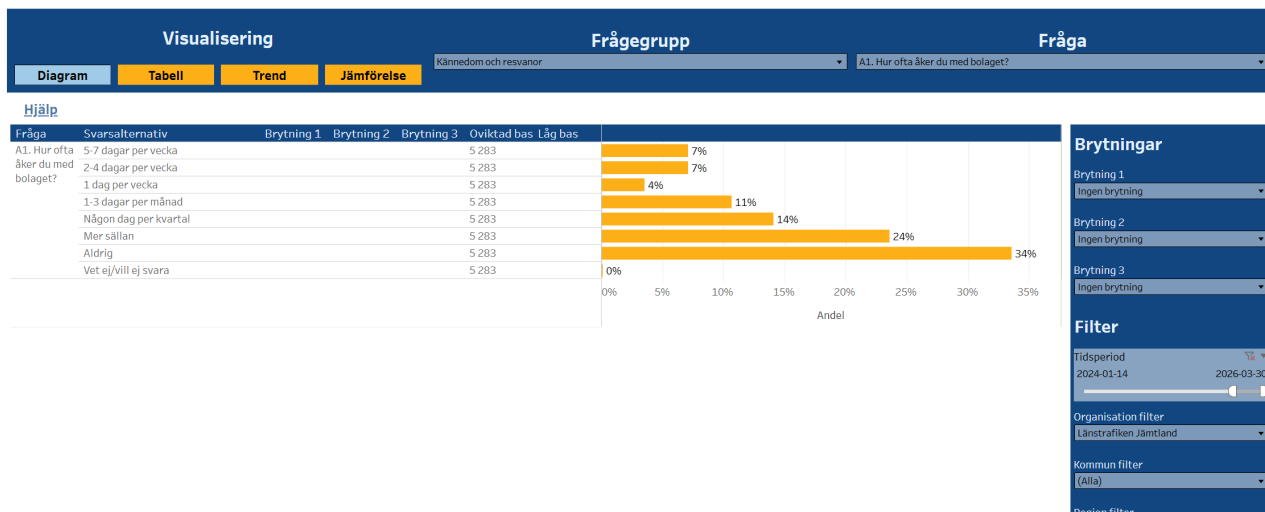 Visualisering
Frågegrupp
Fråga
Diagram
Tabell
Trend
Jämförelse
Kännedom och resvanor
A1. Hur ofta åker du med bolaget?
Hjälp
Fråga Svarsalternativ Brytning 1 Brytning 2 Brytning 3 Oviktad bas Låg bas
A1. Hur ofta åker du med bolaget?
5-7 dagar per vecka 5 283 7%
2-4 dagar per vecka 5 283 7%
1 dag per vecka 5 283 4%
1-3 dagar per månad 5 283 11%
Någon dag per kvartal 5 283 14%
Mer sällan 5 283 24%
Aldrig 5 283 34%
Vet ej/vill ej svara 5 283 0%
0% 5% 10% 15% 20% 25% 30% 35%
Andel
Brytningar
Brytning 1
Ingen brytning
Brytning 2
Ingen brytning
Brytning 3
Ingen brytning
Filter
Tidsperiod
2024-01-14 2026-03-30
Organisation filter
Länstrafiken Jämtland
Kommun filter
(Alla)
Region filter